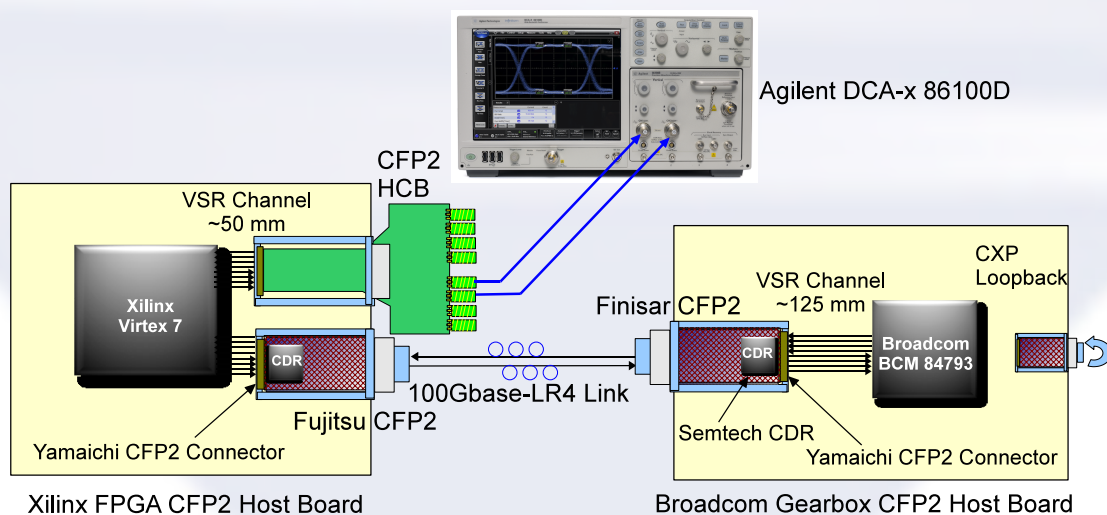 Agilent DCA-x 86100D
CFP2
HCB
VSR Channel
~50 mm
Xilinx
Virtex 7
CDR
Fujitsu CFP2
Yamaichi CFP2 Connector
Xilinx FPGA CFP2 Host Board
100Gbase-LR4 Link
Finisar CFP2
VSR Channel
~125 mm
CXP
Loopback
CDR
Broadcom
BCM 84793
Semtech CDR
Yamaichi CFP2 Connector
Broadcom Gearbox CFP2 Host Board